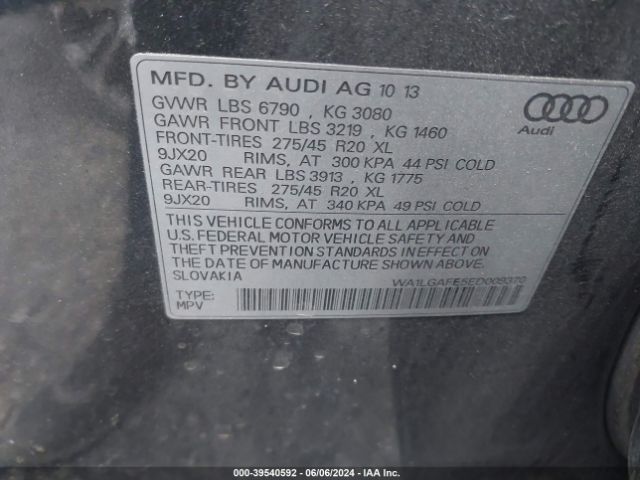 MFD. BY AUDI AG 10 13
GVWR LBS 6790 , KG 3080
GAWR FRONT LBS 3219 , KG 1460
FRONT-TIRES 275/45 R20 XL
9JX20 RIMS, AT 300 KPA 44 PSI COLD
GAWR REAR LBS 3913 , KG 1775
REAR-TIRES 275/45 R20 XL
9JX20 RIMS, AT 340 KPA 49 PSI COLD
Audi
THIS VEHICLE CONFORMS TO ALL APPLICABLE
U.S. FEDERAL MOTOR VEHICLE SAFETY AND
THEFT PREVENTION STANDARDS IN EFFECT ON
THE DATE OF MANUFACTURE SHOWN ABOVE.
SLOVAKIA
WA1LGAFE5ED009370
TYPE:
MPV
000-39540592 - 06/06/2024 - IAA Inc.